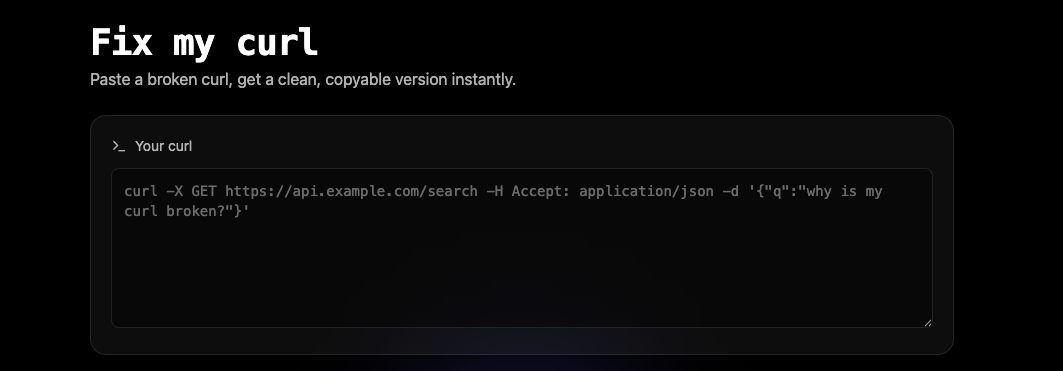 Fix my curl
Paste a broken curl, get a clean, copyable version instantly.
>_ Your curl
curl -X GET https://api.example.com/search -H Accept: application/json -d '{"q":"why is my
curl broken?"}'